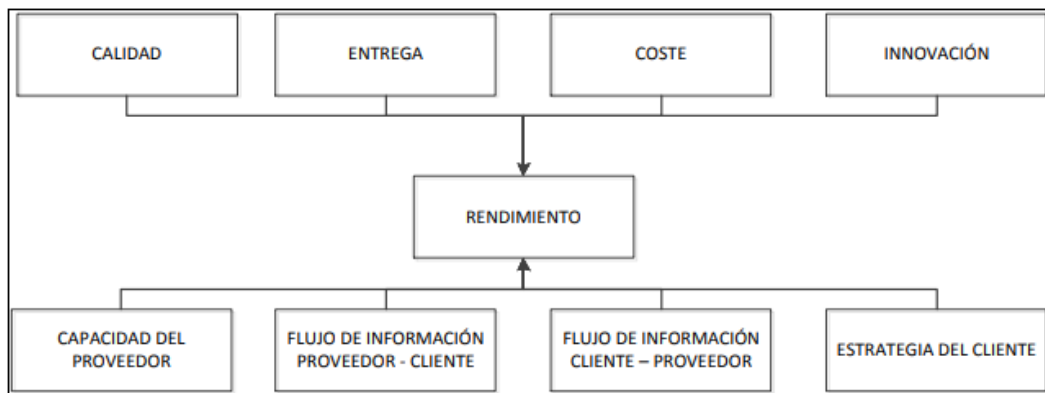 CALIDAD
ENTREGA
COSTE
INNOVACIÓN
RENDIMIENTO
CAPACIDAD DEL
PROVEEDOR
FLUJO DE INFORMACIÓN
PROVEEDOR - CLIENTE
FLUJO DE INFORMACIÓN
CLIENTE – PROVEEDOR
ESTRATEGIA DEL CLIENTE